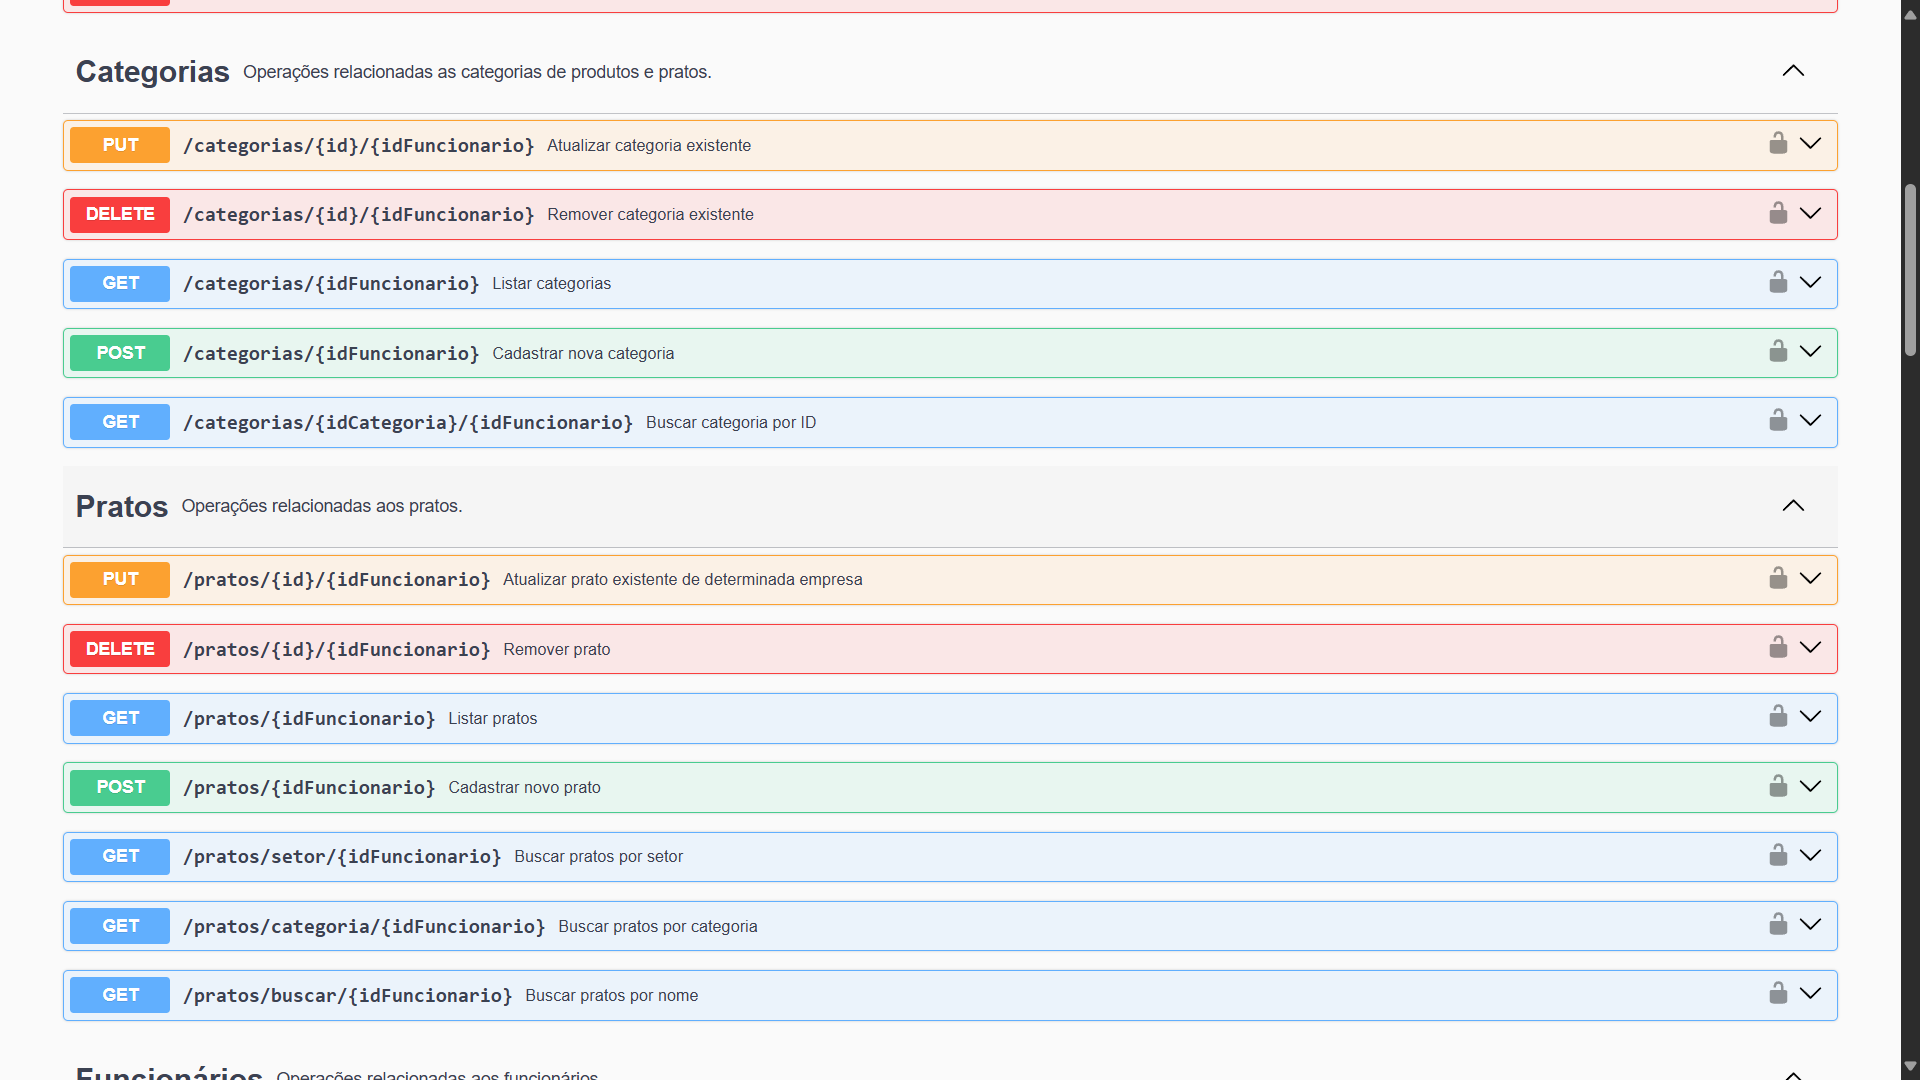 Categorias Operações relacionadas as categorias de produtos e pratos.
PUT /categorias/{id}/{idFuncionario} Atualizar categoria existente
DELETE /categorias/{id}/{idFuncionario} Remover categoria existente
GET /categorias/{idFuncionario} Listar categorias
POST /categorias/{idFuncionario} Cadastrar nova categoria
GET /categorias/{idCategoria}/{idFuncionario} Buscar categoria por ID
Pratos Operações relacionadas aos pratos.
PUT /pratos/{id}/{idFuncionario} Atualizar prato existente de determinada empresa
DELETE /pratos/{id}/{idFuncionario} Remover prato
GET /pratos/{idFuncionario} Listar pratos
POST /pratos/{idFuncionario} Cadastrar novo prato
GET /pratos/setor/{idFuncionario} Buscar pratos por setor
GET /pratos/categoria/{idFuncionario} Buscar pratos por categoria
GET /pratos/buscar/{idFuncionario} Buscar pratos por nome
Funcionários Operações relacionadas aos funcionários.